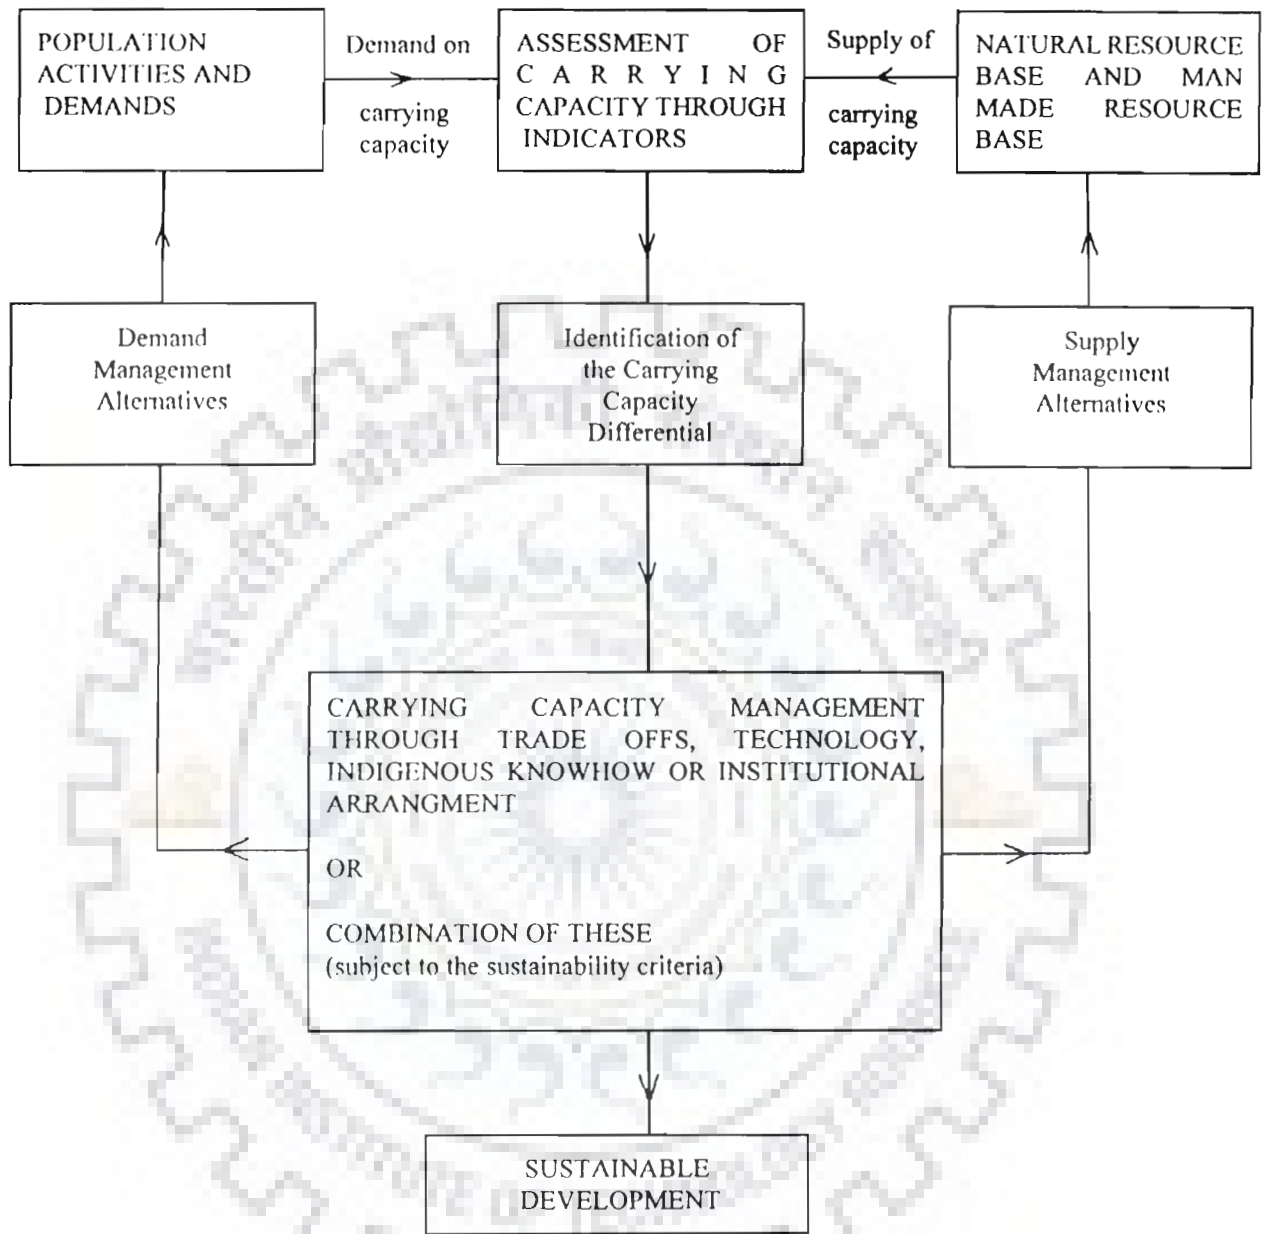 POPULATION
ACTIVITIES AND
DEMANDS
Demand on
carrying
capacity
ASSESSMENT OF
CARRYING
CAPACITY THROUGH
INDICATORS
Supply of
carrying
capacity
NATURAL RESOURCE
BASE AND MAN
MADE RESOURCE
BASE
Demand
Management
Alternatives
Identification of
the Carrying
Capacity
Differential
Supply
Management
Alternatives
CARRYING CAPACITY MANAGEMENT
THROUGH TRADE OFFS, TECHNOLOGY,
INDIGENOUS KNOWHOW OR INSTITUTIONAL
ARRANGMENT
OR
COMBINATION OF THESE
(subject to the sustainability criteria)
SUSTAINABLE
DEVELOPMENT